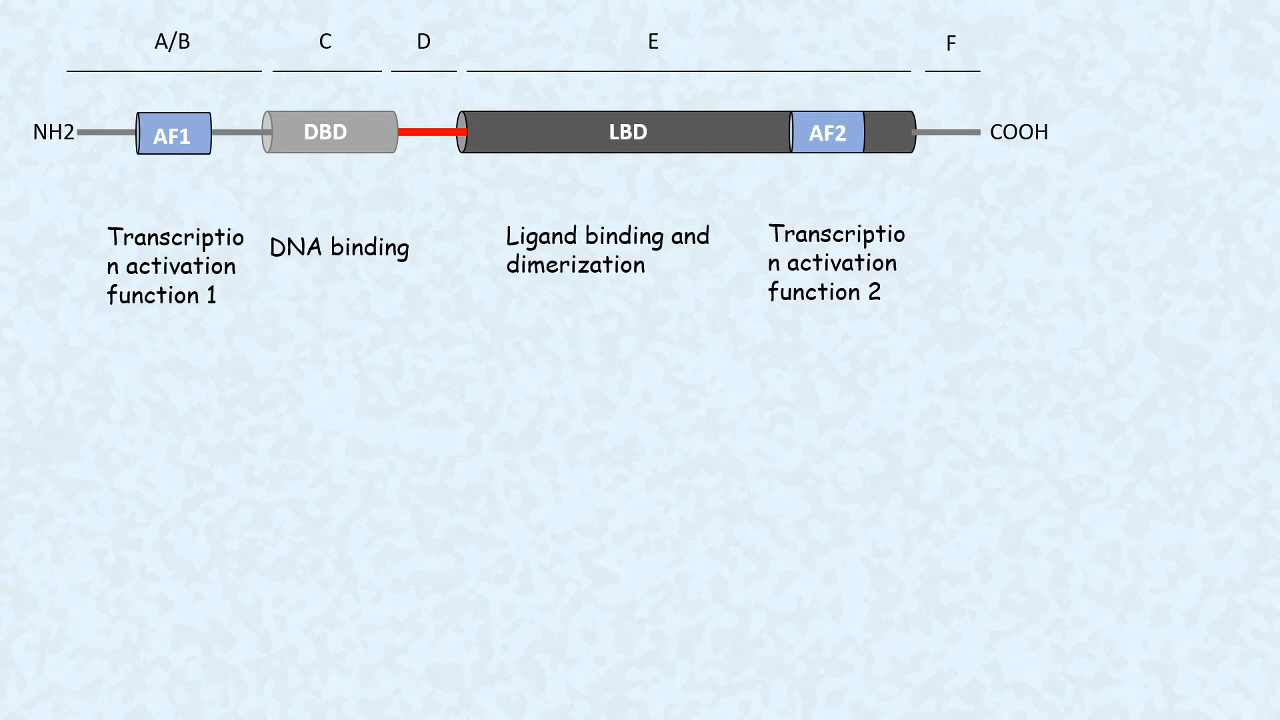 A/B C D E F
NH2 AF1 DBD LBD AF2 COOH
Transcriptio
n activation
function 1
DNA binding
Ligand binding and
dimerization
Transcriptio
n activation
function 2